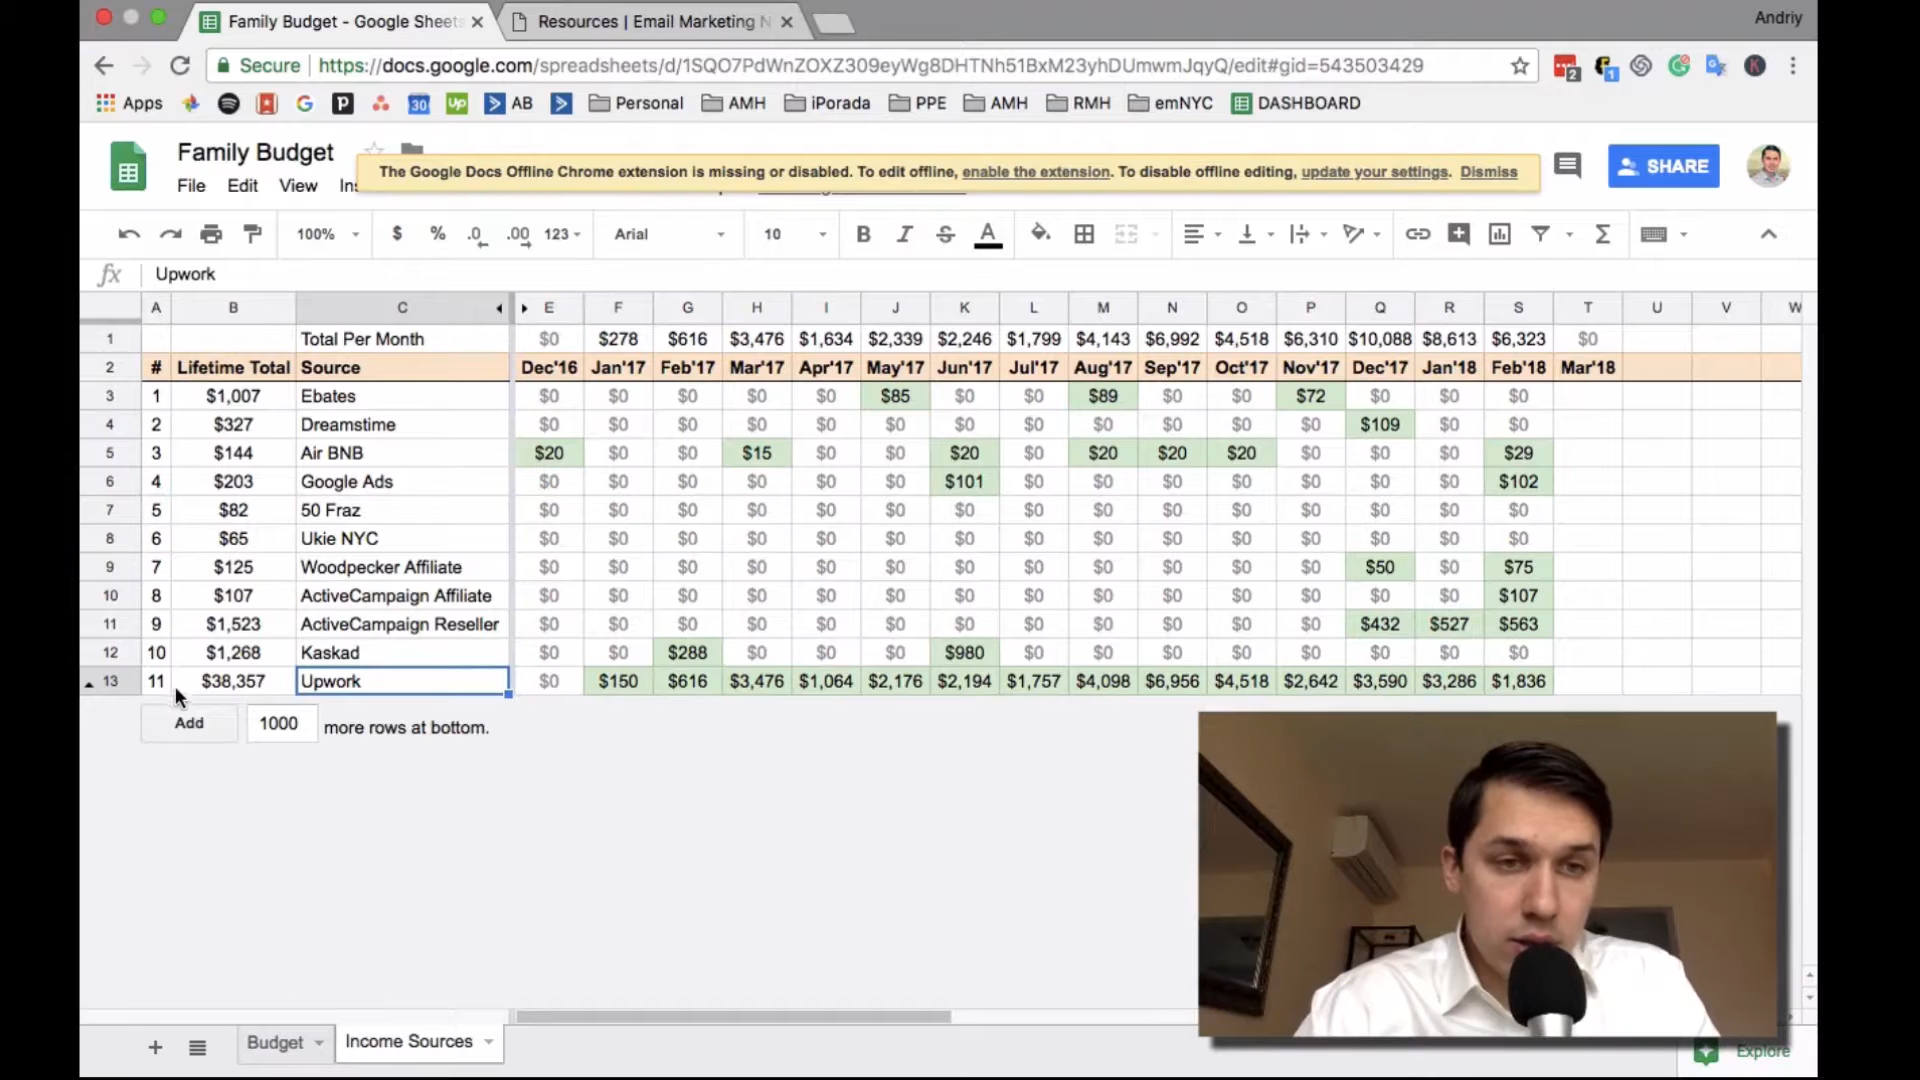 Family Budget - Google Sheets
Resources | Email Marketing N
Andriy
Secure https://docs.google.com/spreadsheets/d/1SQO7PdWnZOXZ309eyWg8DHTNh51BxM23yhDUmwmJqyQ/edit#gid=543503429
2 1 K
Apps G 30 Up AB Personal AMH iPorada PPE AMH RMH emNYC DASHBOARD
Family Budget
The Google Docs Offline Chrome extension is missing or disabled. To edit offline, enable the extension. To disable offline editing, update your settings. Dismiss
SHARE
File Edit View Ins
100% $ % .0 .00 123 Arial 10 B I S A
fx Upwork
A B C E F G H I J K L M N O P Q R S T U V W
1 Total Per Month $0 $278 $616 $3,476 $1,634 $2,339 $2,246 $1,799 $4,143 $6,992 $4,518 $6,310 $10,088 $8,613 $6,323 $0
2 # Lifetime Total Source Dec'16 Jan'17 Feb'17 Mar'17 Apr'17 May'17 Jun'17 Jul'17 Aug'17 Sep'17 Oct'17 Nov'17 Dec'17 Jan'18 Feb'18 Mar'18
3 1 $1,007 Ebates $0 $0 $0 $0 $0 $85 $0 $0 $89 $0 $0 $72 $0 $0 $0
4 2 $327 Dreamstime $0 $0 $0 $0 $0 $0 $0 $0 $0 $0 $0 $0 $109 $0 $0
5 3 $144 Air BNB $20 $0 $0 $15 $0 $0 $20 $0 $20 $20 $20 $0 $0 $0 $29
6 4 $203 Google Ads $0 $0 $0 $0 $0 $0 $101 $0 $0 $0 $0 $0 $0 $0 $102
7 5 $82 50 Fraz $0 $0 $0 $0 $0 $0 $0 $0 $0 $0 $0 $0 $0 $0 $0
8 6 $65 Ukie NYC $0 $0 $0 $0 $0 $0 $0 $0 $0 $0 $0 $0 $0 $0 $0
9 7 $125 Woodpecker Affiliate $0 $0 $0 $0 $0 $0 $0 $0 $0 $0 $0 $0 $50 $0 $75
10 8 $107 ActiveCampaign Affiliate $0 $0 $0 $0 $0 $0 $0 $0 $0 $0 $0 $0 $0 $0 $107
11 9 $1,523 ActiveCampaign Reseller $0 $0 $0 $0 $0 $0 $0 $0 $0 $0 $0 $0 $432 $527 $563
12 10 $1,268 Kaskad $0 $0 $288 $0 $0 $0 $980 $0 $0 $0 $0 $0 $0 $0 $0
13 11 $38,357 Upwork $0 $150 $616 $3,476 $1,064 $2,176 $2,194 $1,757 $4,098 $6,956 $4,518 $2,642 $3,590 $3,286 $1,836
Add 1000 more rows at bottom.
Budget Income Sources
Explore